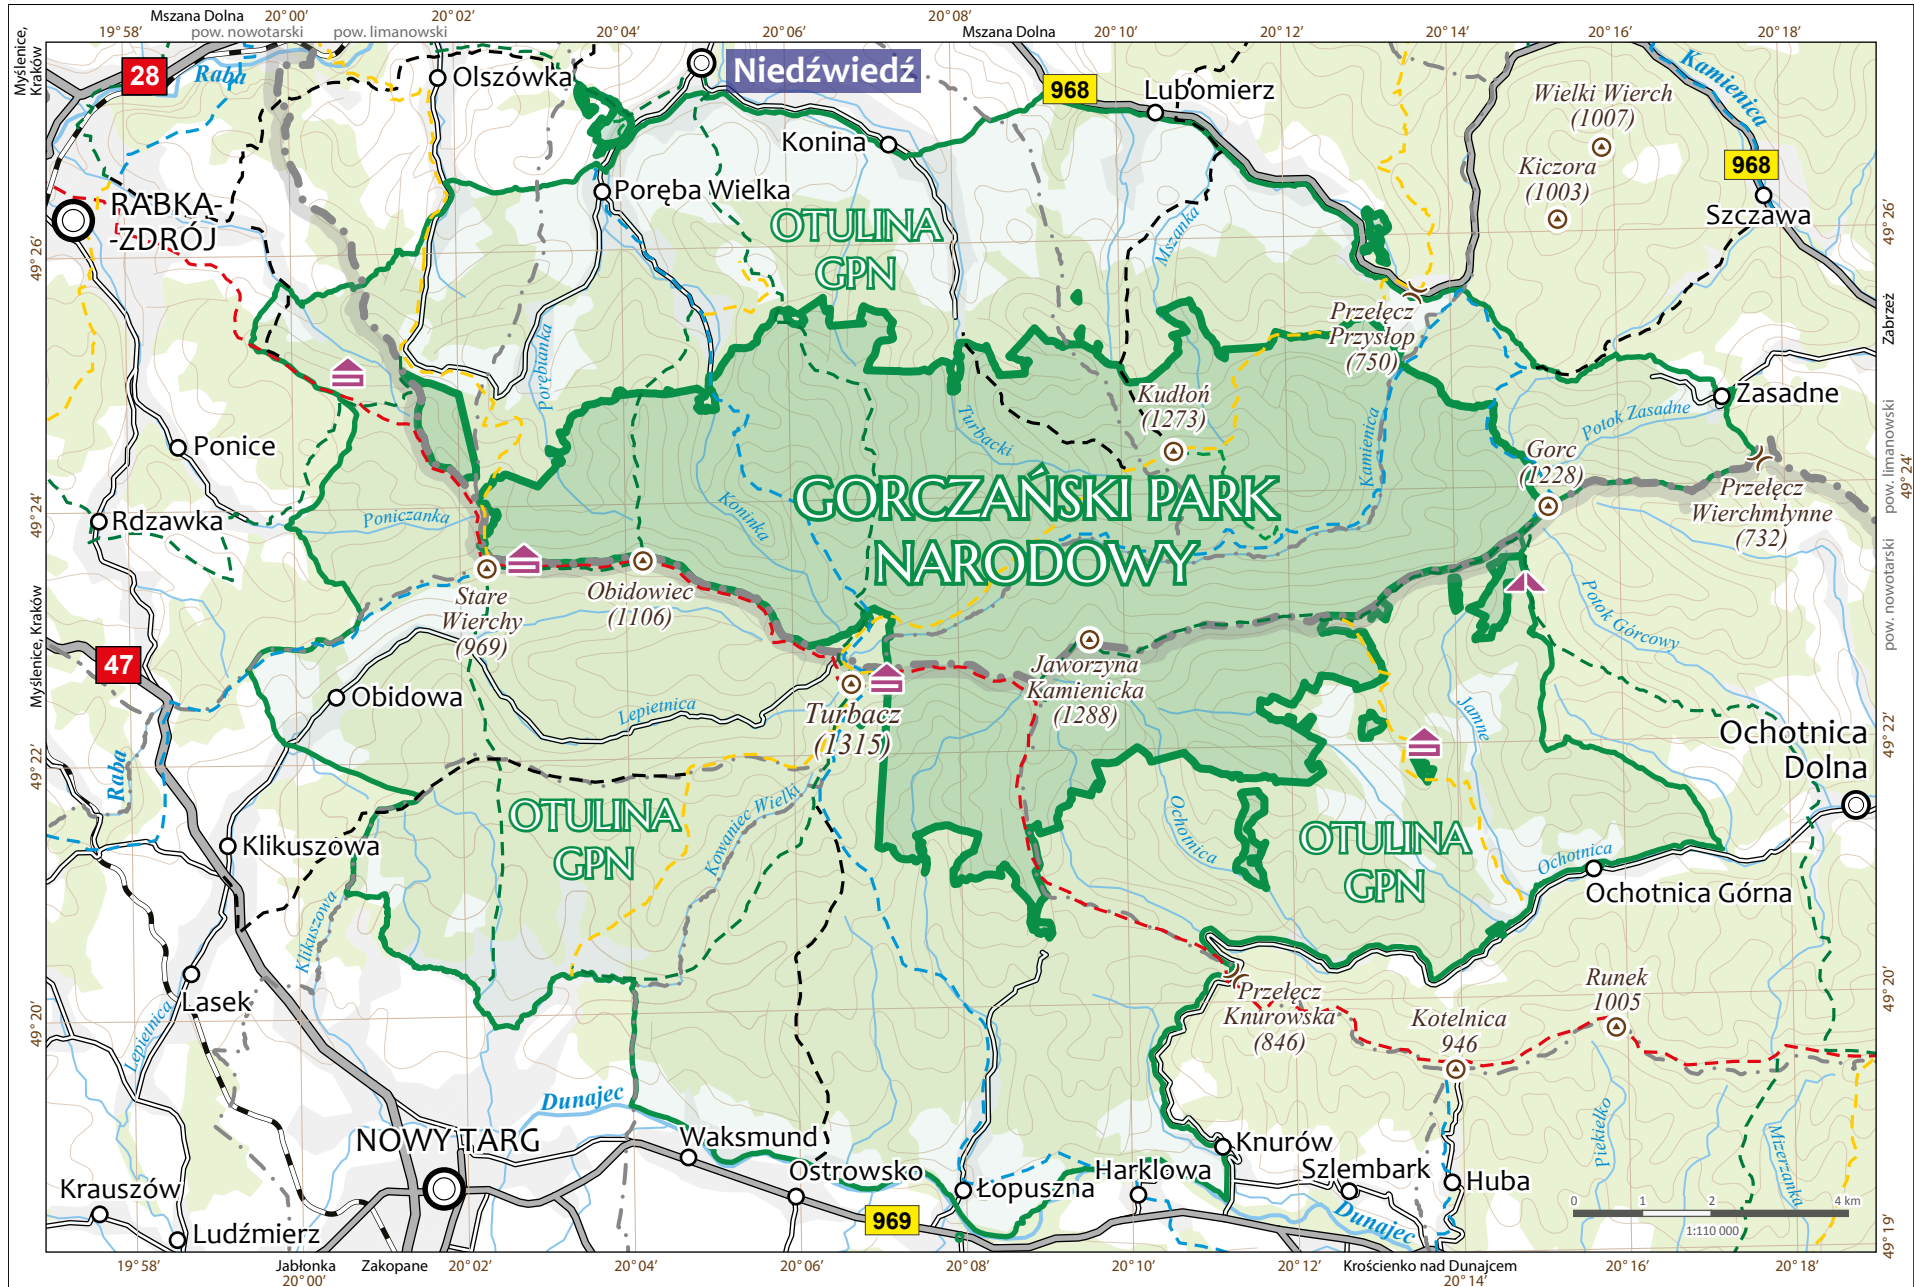 Mszana Dolna
Mszana Dolna
19°58'
20°00'
20°02'
20°04'
20°06'
20°08'
20°10'
20°12'
20°14'
20°16'
20°18'
pow. nowotarski
pow. limanowski
Myślenice,
Kraków
28
Raba
Olszówka
Niedźwiedź
968
Lubomierz
Wielki Wierch
(1007)
Kamienica
968
Konina
Kiczora
(1003)
Szczawa
Poręba Wielka
RABKA-
-ZDRÓJ
OTULINA
GPN
Mszanka
49°26'
49°26'
Zabrzeż
Przełęcz
Przysłop
(750)
Porębianka
Kudłoń
(1273)
Turbacki
Kamienica
Zasadne
Potok Zasadne
Ponice
Gorc
(1228)
pow. limanowski
pow. nowotarski
49°24'
49°24'
Przełęcz
Wierchmłynne
(732)
Rdzawka
Poniczanka
Koninka
GORCZAŃSKI PARK
NARODOWY
Stare
Wierchy
(969)
Obidowiec
(1106)
Potok Górcowy
Myślenice, Kraków
47
Jaworzyna
Kamienicka
(1288)
Obidowa
Lepietnica
Turbacz
(1315)
Jamne
Ochotnica
Dolna
49°22'
49°22'
Raba
OTULINA
GPN
Kowaniec Wielki
Ochotnica
OTULINA
GPN
Klikuszowa
Ochotnica
Ochotnica Górna
Klikuszowa
Lasek
Lepietnica
Przełęcz
Knurowska
(846)
Runek
1005
Kotelnica
946
49°20'
49°20'
Dunajec
NOWY TARG
Waksmund
Ostrowsko
Łopuszna
Harklowa
Knurów
Szlembark
Huba
Piekiełko
Mizerzanka
Krauszów
Ludźmierz
969
Dunajec
0
1
2
4 km
1:110 000
49°19'
19°58'
Jabłonka
20°00'
Zakopane
20°02'
20°04'
20°06'
20°08'
20°10'
20°12'
Krościenko nad Dunajcem
20°14'
20°16'
20°18'